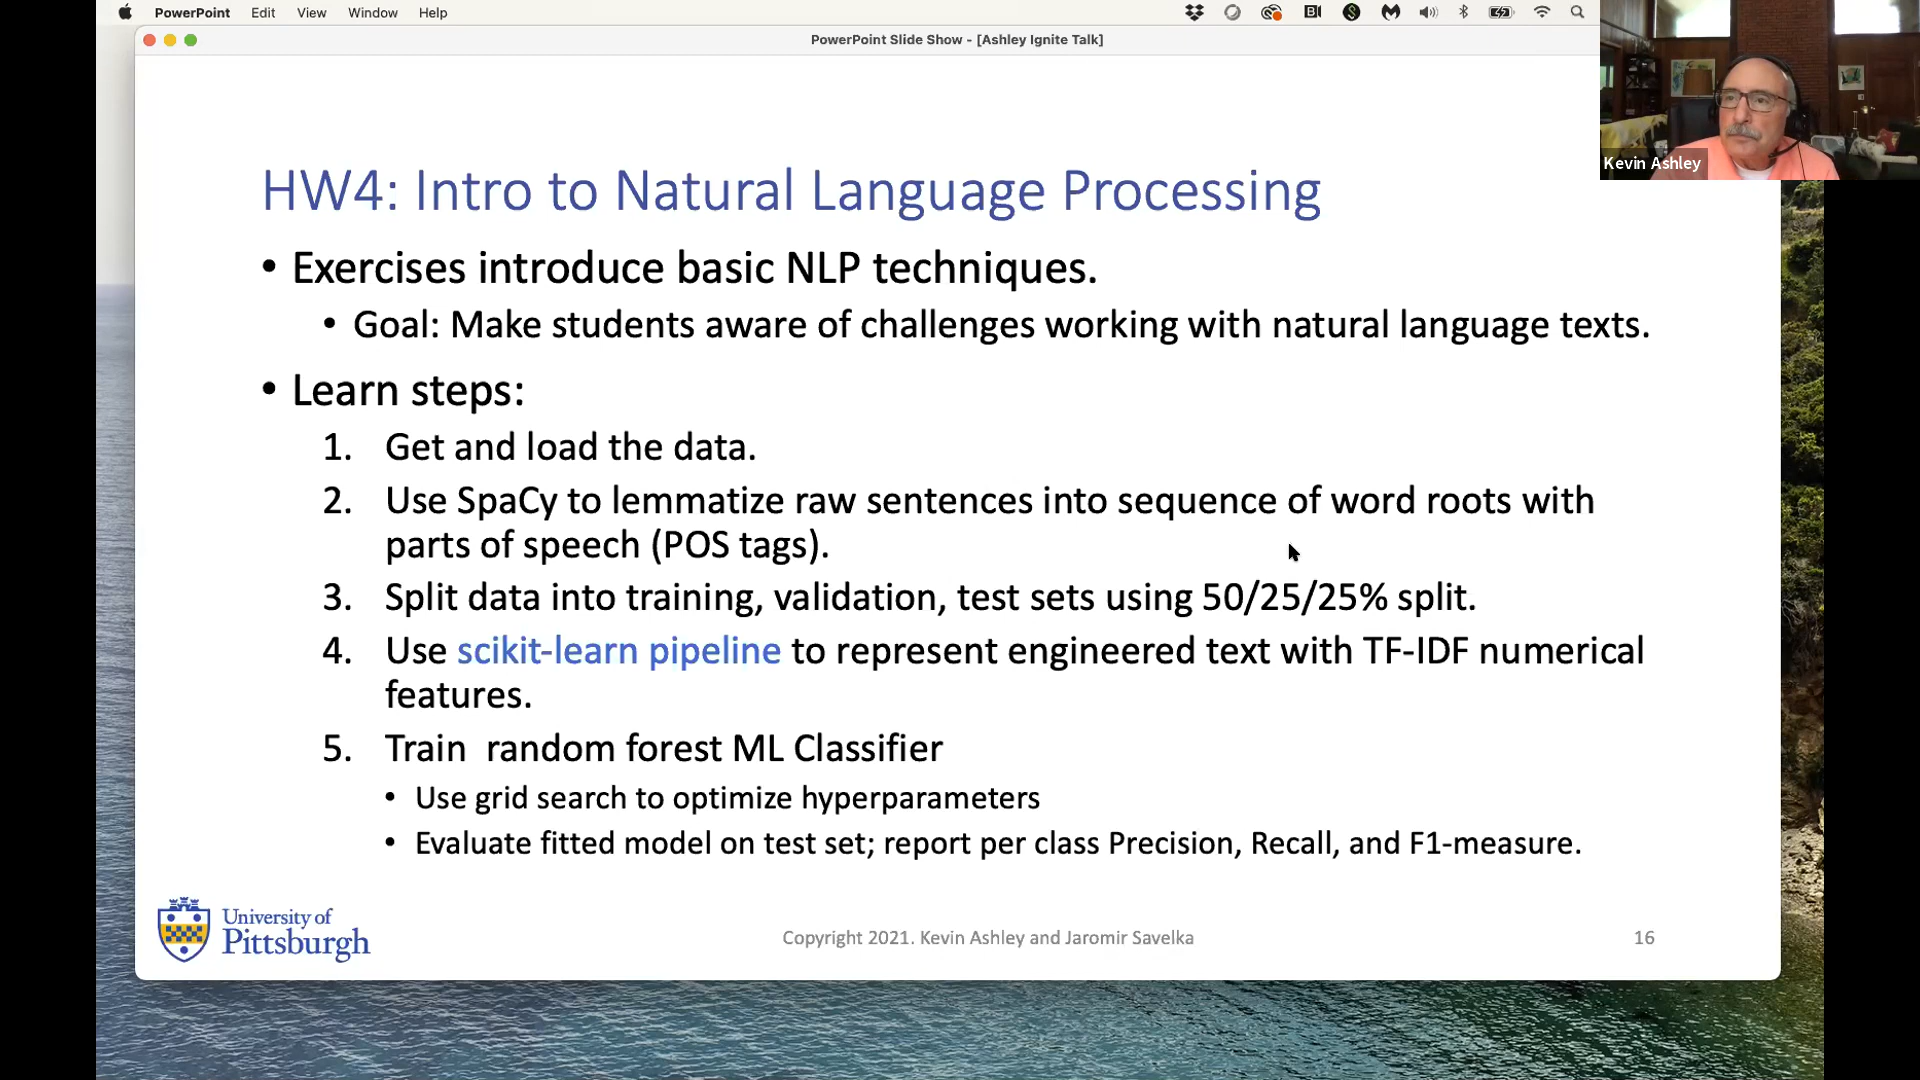 PowerPoint Edit View Window Help
PowerPoint Slide Show - [Ashley Ignite Talk]
Kevin Ashley
HW4: Intro to Natural Language Processing
• Exercises introduce basic NLP techniques.
• Goal: Make students aware of challenges working with natural language texts.
• Learn steps:
1. Get and load the data.
2. Use SpaCy to lemmatize raw sentences into sequence of word roots with
parts of speech (POS tags).
3. Split data into training, validation, test sets using 50/25/25% split.
4. Use scikit-learn pipeline to represent engineered text with TF-IDF numerical
features.
5. Train  random forest ML Classifier
• Use grid search to optimize hyperparameters
• Evaluate fitted model on test set; report per class Precision, Recall, and F1-measure.
University of
Pittsburgh
Copyright 2021. Kevin Ashley and Jaromir Savelka
16